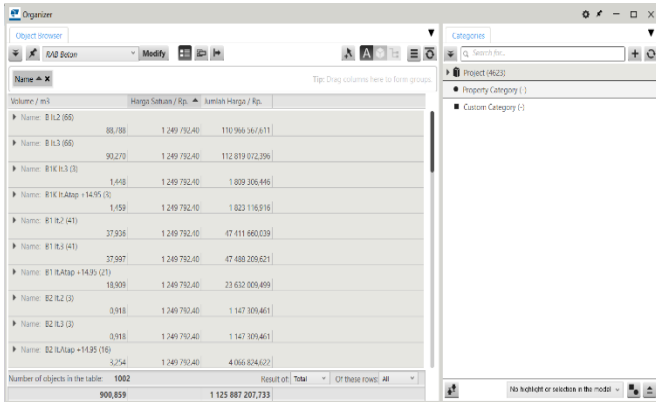 Organizer
Object Browser
Categories
RAB Beton
Modify
Search for...
Name
Tip: Drag columns here to form groups
Project (4623)
Property Category (-)
Custom Category (-)
Volume / m3 Harga Satuan / Rp. Jumlah Harga / Rp.
Name: B lt.2 (66)
88,788 1 249 792,40 110 966 567,611
Name: B lt.3 (66)
90,270 1 249 792,40 112 819 072,396
Name: B1K lt.3 (3)
1,448 1 249 792,40 1 809 306,446
Name: B1K lt.Atap +14.95 (3)
1,459 1 249 792,40 1 823 116,916
Name: B1 lt.2 (41)
37,936 1 249 792,40 47 411 660,039
Name: B1 lt.3 (41)
37,997 1 249 792,40 47 488 209,621
Name: B1 lt.Atap +14.95 (21)
18,909 1 249 792,40 23 632 009,499
Name: B2 lt.2 (3)
0,918 1 249 792,40 1 147 309,461
Name: B2 lt.3 (3)
0,918 1 249 792,40 1 147 309,461
Name: B2 lt.Atap +14.95 (16)
3,254 1 249 792,40 4 066 824,622
Number of objects in the table: 1002 Result of: Total Of these rows: All
900,859 1 125 887 207,733
No highlight or selection in the model